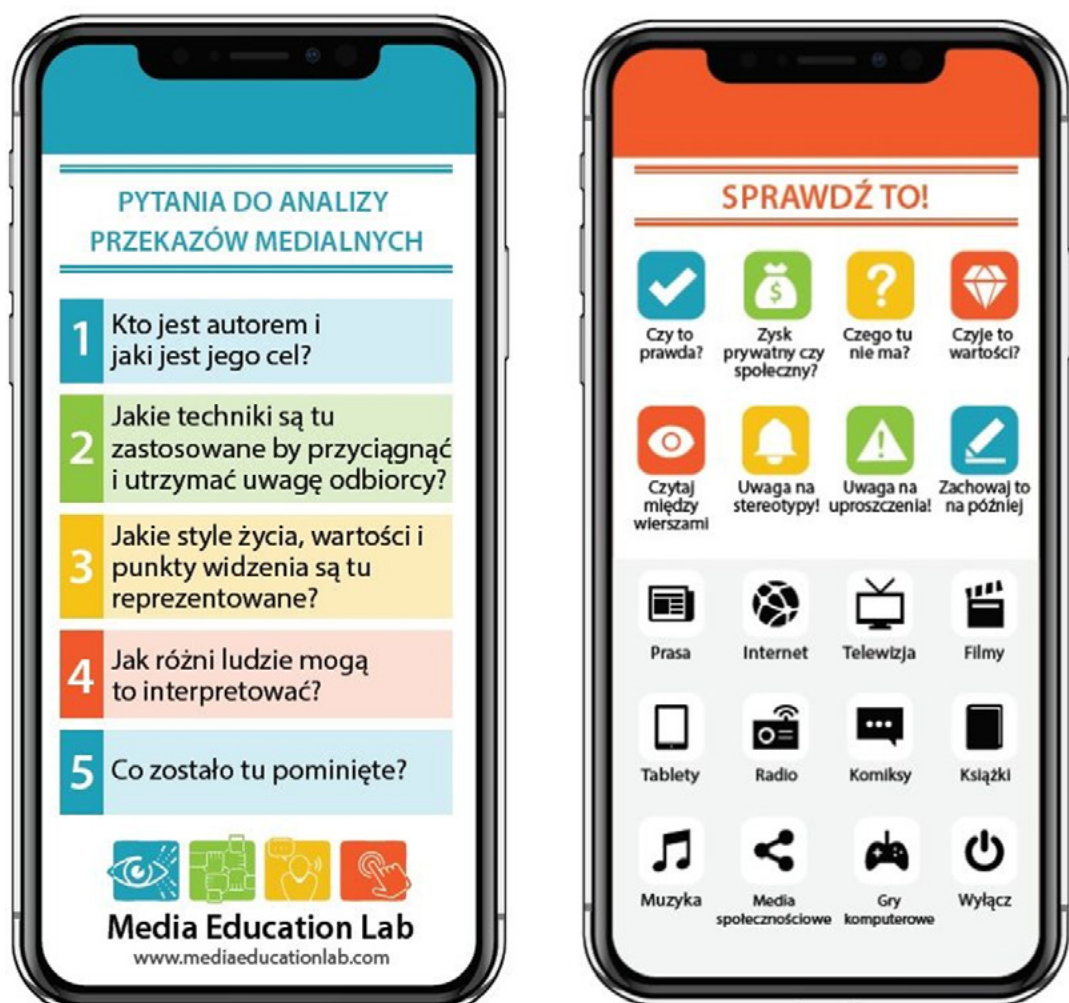 PYTANIA DO ANALIZY
PRZEKAZÓW MEDIALNYCH
1
Kto jest autorem i
jaki jest jego cel?
2
Jakie techniki są tu
zastosowane by przyciągnąć
i utrzymać uwagę odbiorcy?
3
Jakie style życia, wartości i
punkty widzenia są tu
reprezentowane?
4
Jak różni ludzie mogą
to interpretować?
5
Co zostało tu pominięte?
Media Education Lab
www.mediaeducationlab.com
SPRAWDŹ TO!
Czy to
prawda?
Zysk
prywatny czy
społeczny?
Czego tu
nie ma?
Czyje to
wartości?
Czytaj
między
wierszami
Uwaga na
stereotypy!
Uwaga na
uproszczenia!
Zachowaj to
na później
Prasa
Internet
Telewizja
Filmy
Tablety
Radio
Komiksy
Książki
Muzyka
Media
społecznościowe
Gry
komputerowe
Wyłącz